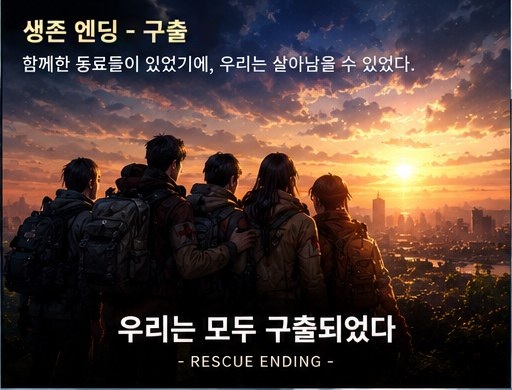 생존 엔딩 - 구출
함께한 동료들이 있었기에, 우리는 살아남을 수 있었다.
우리는 모두 구출되었다
- RESCUE ENDING -